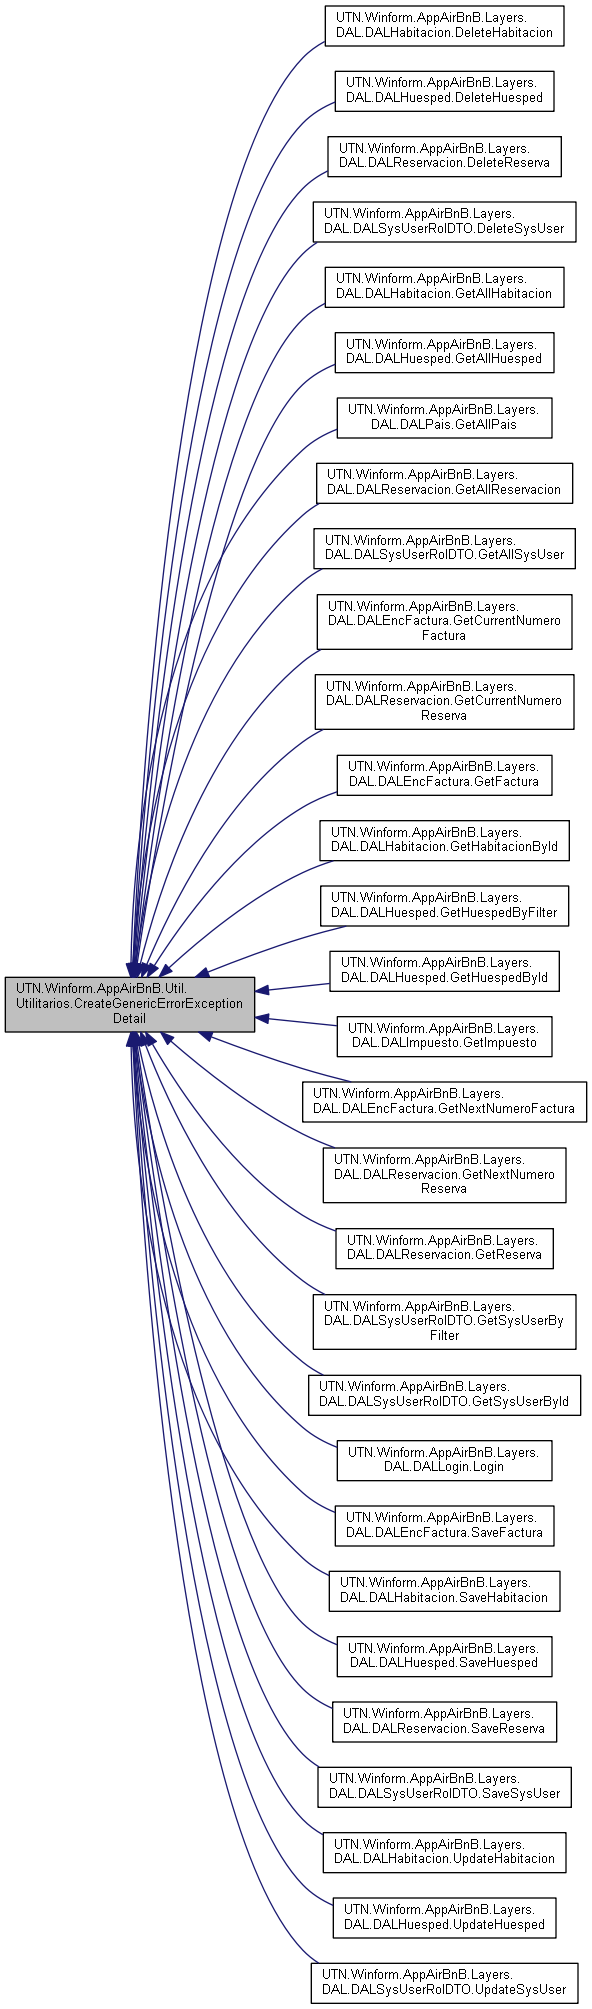 UTN.Winform.AppAirBnB.Layers.
DAL.DALHabitacion.DeleteHabitacion
UTN.Winform.AppAirBnB.Layers.
DAL.DALHuesped.DeleteHuesped
UTN.Winform.AppAirBnB.Layers.
DAL.DALReservacion.DeleteReserva
UTN.Winform.AppAirBnB.Layers.
DAL.DALSysUserRolDTO.DeleteSysUser
UTN.Winform.AppAirBnB.Layers.
DAL.DALHabitacion.GetAllHabitacion
UTN.Winform.AppAirBnB.Layers.
DAL.DALHuesped.GetAllHuesped
UTN.Winform.AppAirBnB.Layers.
DAL.DALPais.GetAllPais
UTN.Winform.AppAirBnB.Layers.
DAL.DALReservacion.GetAllReservacion
UTN.Winform.AppAirBnB.Layers.
DAL.DALSysUserRolDTO.GetAllSysUser
UTN.Winform.AppAirBnB.Layers.
DAL.DALEncFactura.GetCurrentNumero
Factura
UTN.Winform.AppAirBnB.Layers.
DAL.DALReservacion.GetCurrentNumero
Reserva
UTN.Winform.AppAirBnB.Layers.
DAL.DALEncFactura.GetFactura
UTN.Winform.AppAirBnB.Layers.
DAL.DALHabitacion.GetHabitacionById
UTN.Winform.AppAirBnB.Layers.
DAL.DALHuesped.GetHuespedByFilter
UTN.Winform.AppAirBnB.Layers.
DAL.DALHuesped.GetHuespedById
UTN.Winform.AppAirBnB.Util.
Utilitarios.CreateGenericErrorException
Detail
UTN.Winform.AppAirBnB.Layers.
DAL.DALImpuesto.GetImpuesto
UTN.Winform.AppAirBnB.Layers.
DAL.DALEncFactura.GetNextNumeroFactura
UTN.Winform.AppAirBnB.Layers.
DAL.DALReservacion.GetNextNumero
Reserva
UTN.Winform.AppAirBnB.Layers.
DAL.DALReservacion.GetReserva
UTN.Winform.AppAirBnB.Layers.
DAL.DALSysUserRolDTO.GetSysUserBy
Filter
UTN.Winform.AppAirBnB.Layers.
DAL.DALSysUserRolDTO.GetSysUserById
UTN.Winform.AppAirBnB.Layers.
DAL.DALLogin.Login
UTN.Winform.AppAirBnB.Layers.
DAL.DALEncFactura.SaveFactura
UTN.Winform.AppAirBnB.Layers.
DAL.DALHabitacion.SaveHabitacion
UTN.Winform.AppAirBnB.Layers.
DAL.DALHuesped.SaveHuesped
UTN.Winform.AppAirBnB.Layers.
DAL.DALReservacion.SaveReserva
UTN.Winform.AppAirBnB.Layers.
DAL.DALSysUserRolDTO.SaveSysUser
UTN.Winform.AppAirBnB.Layers.
DAL.DALHabitacion.UpdateHabitacion
UTN.Winform.AppAirBnB.Layers.
DAL.DALHuesped.UpdateHuesped
UTN.Winform.AppAirBnB.Layers.
DAL.DALSysUserRolDTO.UpdateSysUser